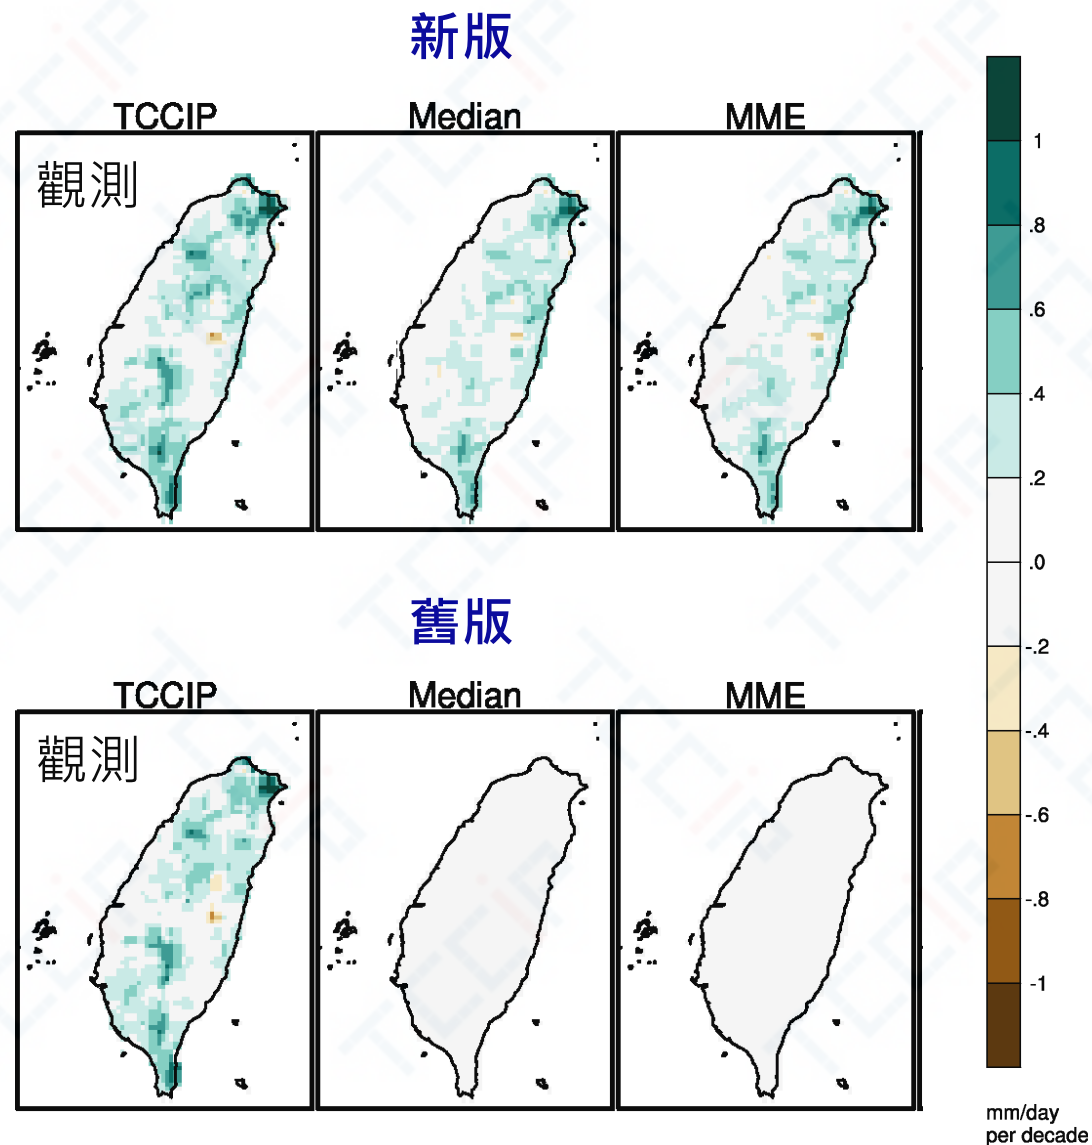 新版
TCCIP
Median
MME
觀測
舊版
TCCIP
Median
MME
觀測
1
.8
.6
.4
.2
.0
-.2
-.4
-.6
-.8
-1
mm/day
per decade